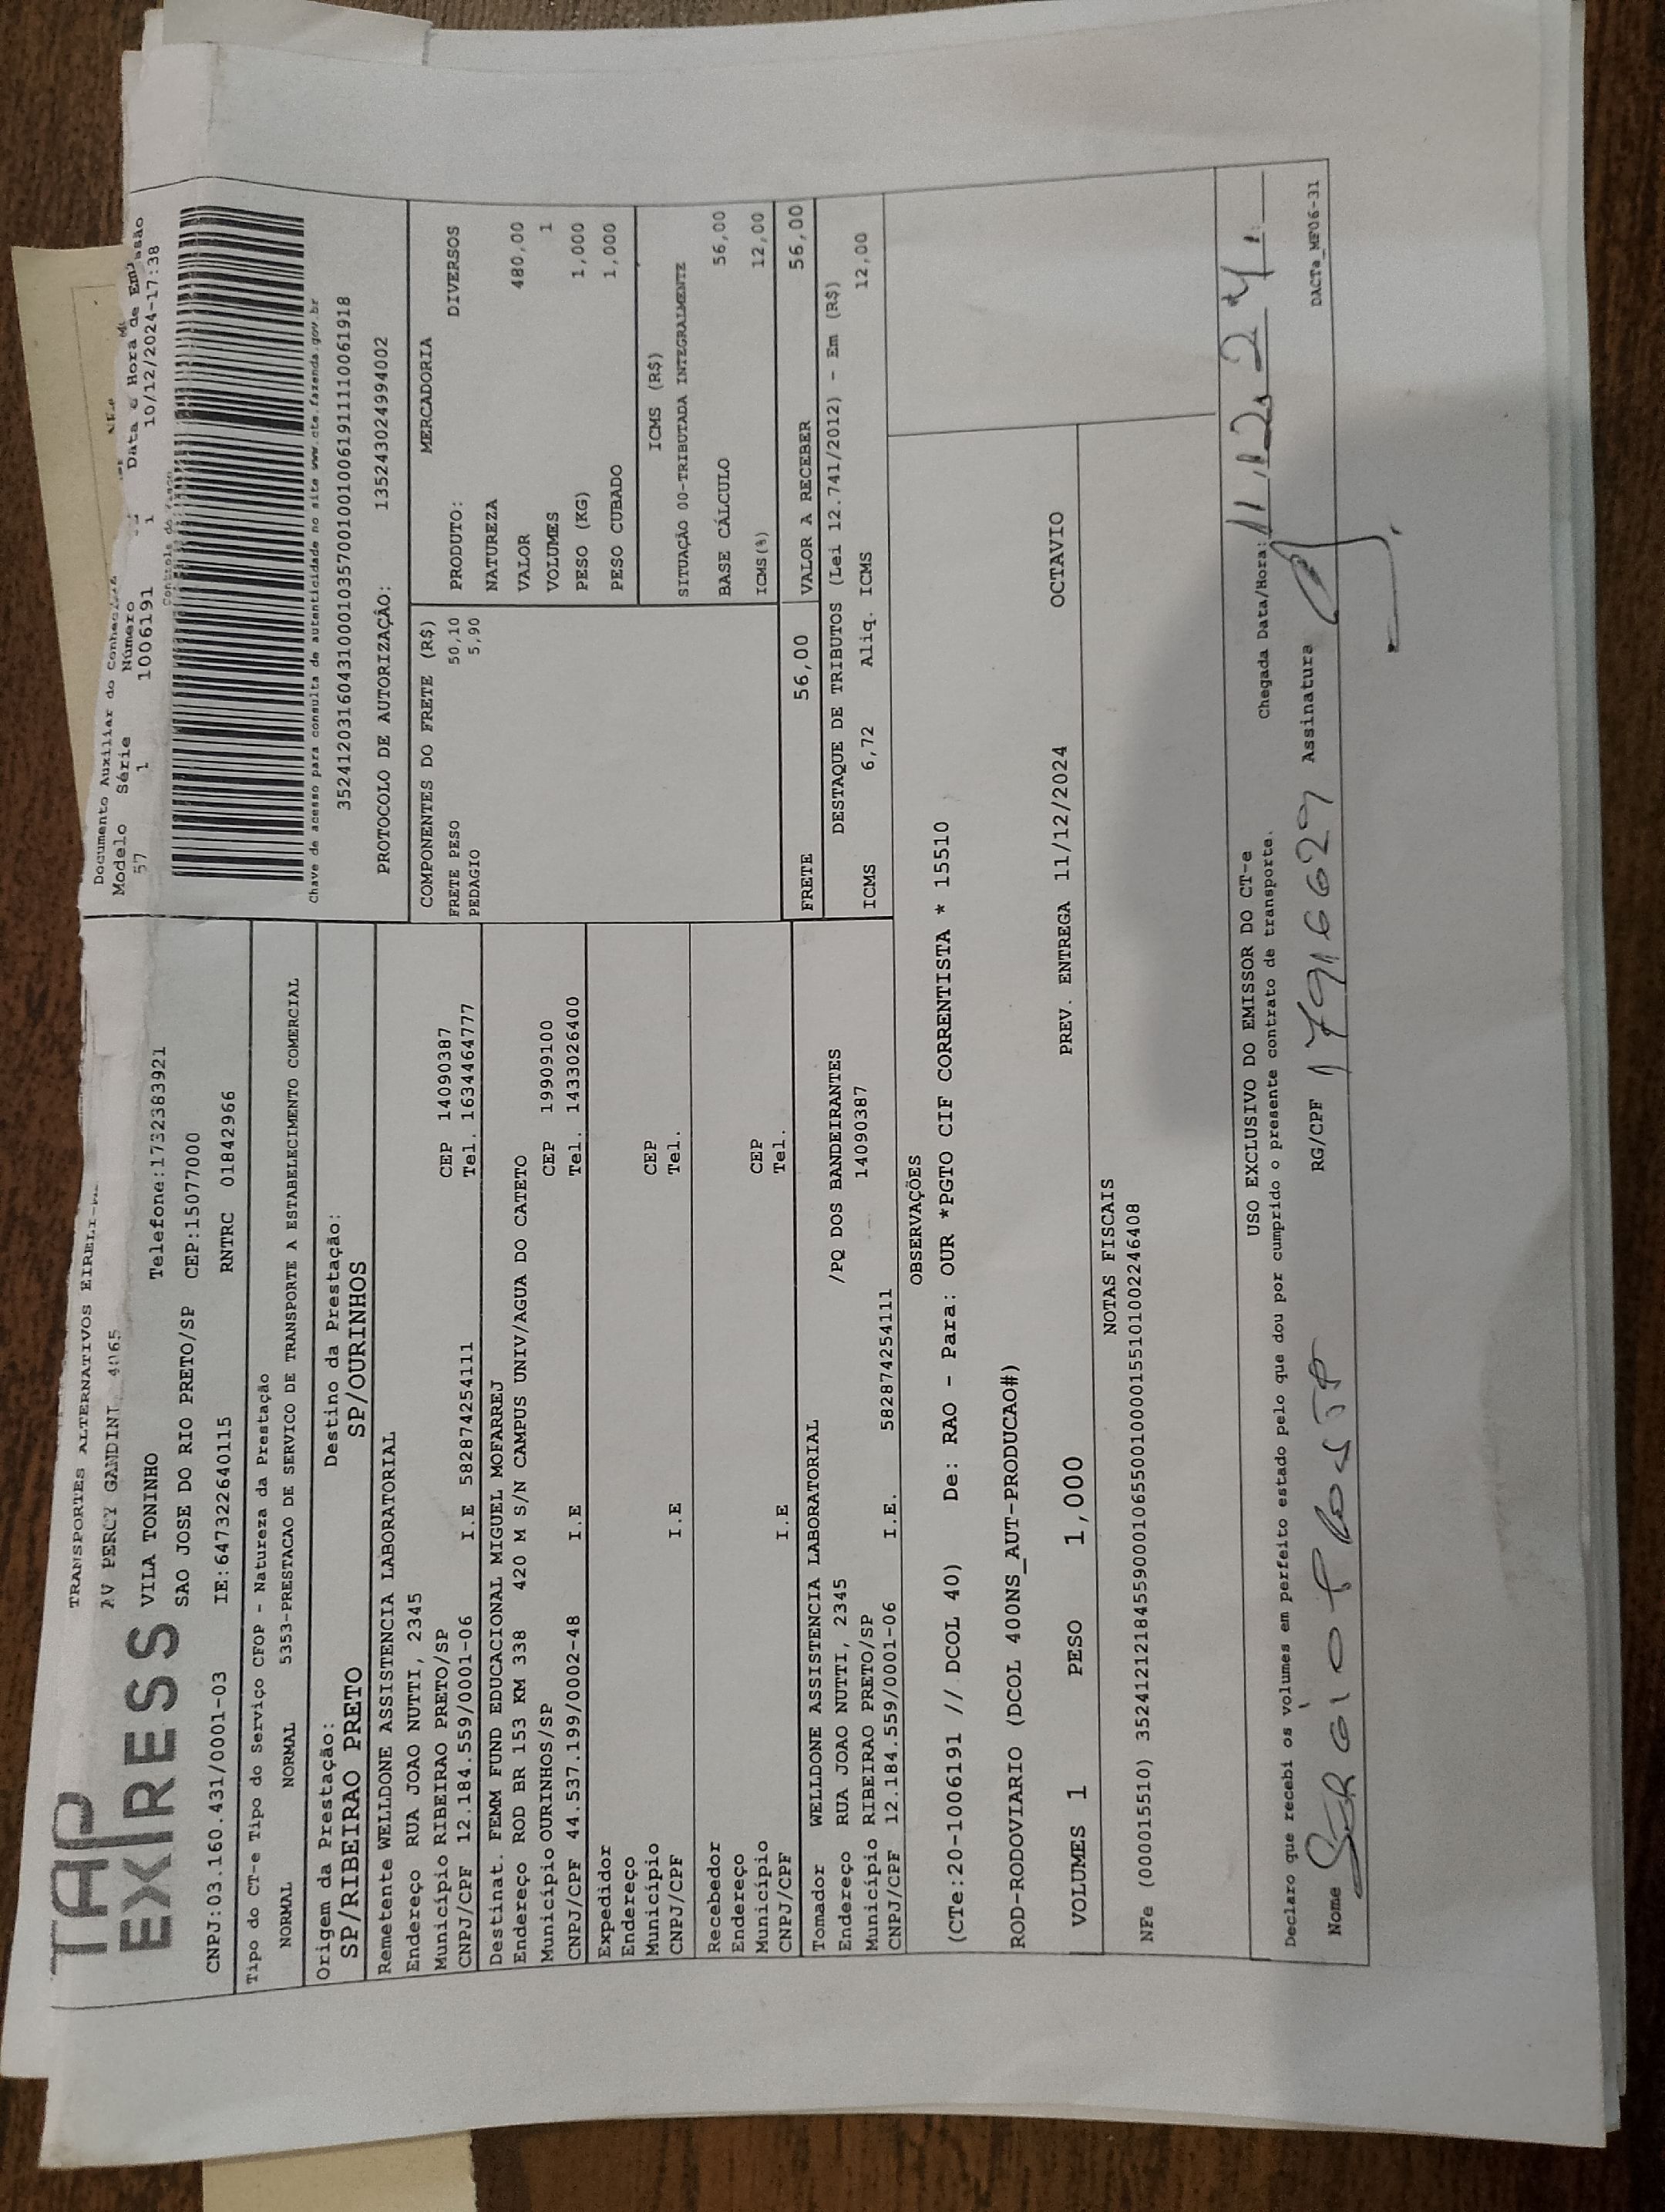 TAP
EXPRESS
TRANSPORTES ALTERNATIVOS EIRELI
AV PERCY GANDINI, 4065
VILA TONINHO Telefone:1732383921
SAO JOSE DO RIO PRETO/SP CEP:15077000
CNPJ:03.160.431/0001-03 IE:647322640115 RNTRC 01842966
Documento Auxiliar do
Modelo Série Número Data e Hora de
57 1 1006191 1 10/12/2024-17:38
Chave de acesso para consulta de autenticidade no site www.cte.fazenda.gov.br
35241203160431000103570010010061911110061918
PROTOCOLO DE AUTORIZAÇÃO: 135243024994002
Tipo do CT-e Tipo do Serviço CFOP - Natureza da Prestação
NORMAL NORMAL 5353-PRESTACAO DE SERVICO DE TRANSPORTE A ESTABELECIMENTO COMERCIAL
Origem da Prestação: Destino da Prestação:
SP/RIBEIRAO PRETO SP/OURINHOS
Remetente WELLDONE ASSISTENCIA LABORATORIAL
Endereço RUA JOAO NUTTI, 2345
Município RIBEIRAO PRETO/SP CEP 14090387
CNPJ/CPF 12.184.559/0001-06 I.E 582874254111 Tel. 1634464777
Destinat. FEMM FUND EDUCACIONAL MIGUEL MOFARREJ
Endereço ROD BR 153 KM 338 420 M S/N CAMPUS UNIV/AGUA DO CATETO
Município OURINHOS/SP CEP 19909100
CNPJ/CPF 44.537.199/0002-48 I.E Tel. 1433026400
Expedidor
Endereço
Município CEP
CNPJ/CPF I.E Tel.
Recebedor
Endereço
Município CEP
CNPJ/CPF I.E Tel.
Tomador WELLDONE ASSISTENCIA LABORATORIAL
Endereço RUA JOAO NUTTI, 2345 /PQ DOS BANDEIRANTES
Município RIBEIRAO PRETO/SP 14090387
CNPJ/CPF 12.184.559/0001-06 I.E. 582874254111
COMPONENTES DO FRETE (R$)
FRETE PESO 50,10
PEDAGIO 5,90
MERCADORIA
PRODUTO: DIVERSOS
NATUREZA
VALOR 480,00
VOLUMES 1
PESO (KG) 1,000
PESO CUBADO 1,000
ICMS (R$)
SITUAÇÃO 00-TRIBUTADA INTEGRALMENTE
BASE CÁLCULO 56,00
ICMS(%) 12,00
FRETE 56,00 VALOR A RECEBER 56,00
DESTAQUE DE TRIBUTOS (Lei 12.741/2012) - Em (R$)
ICMS 6,72 Aliq. ICMS 12,00
OBSERVAÇÕES
(CTe:20-1006191 // DCOL 40) De: RAO - Para: OUR *PGTO CIF CORRENTISTA * 15510
ROD-RODOVIARIO (DCOL 400NS_AUT-PRODUCAO#)
VOLUMES 1 PESO 1,000 PREV. ENTREGA 11/12/2024 OCTAVIO
NOTAS FISCAIS
NFe (000015510) 35241212184559000106550010000155101002246408
USO EXCLUSIVO DO EMISSOR DO CT-e
Declaro que recebi os volumes em perfeito estado pelo que dou por cumprido o presente contrato de transporte. Chegada Data/Hora: 11,12,24
Nome RG/CPF 17916629 Assinatura
DACTa_MF06-31